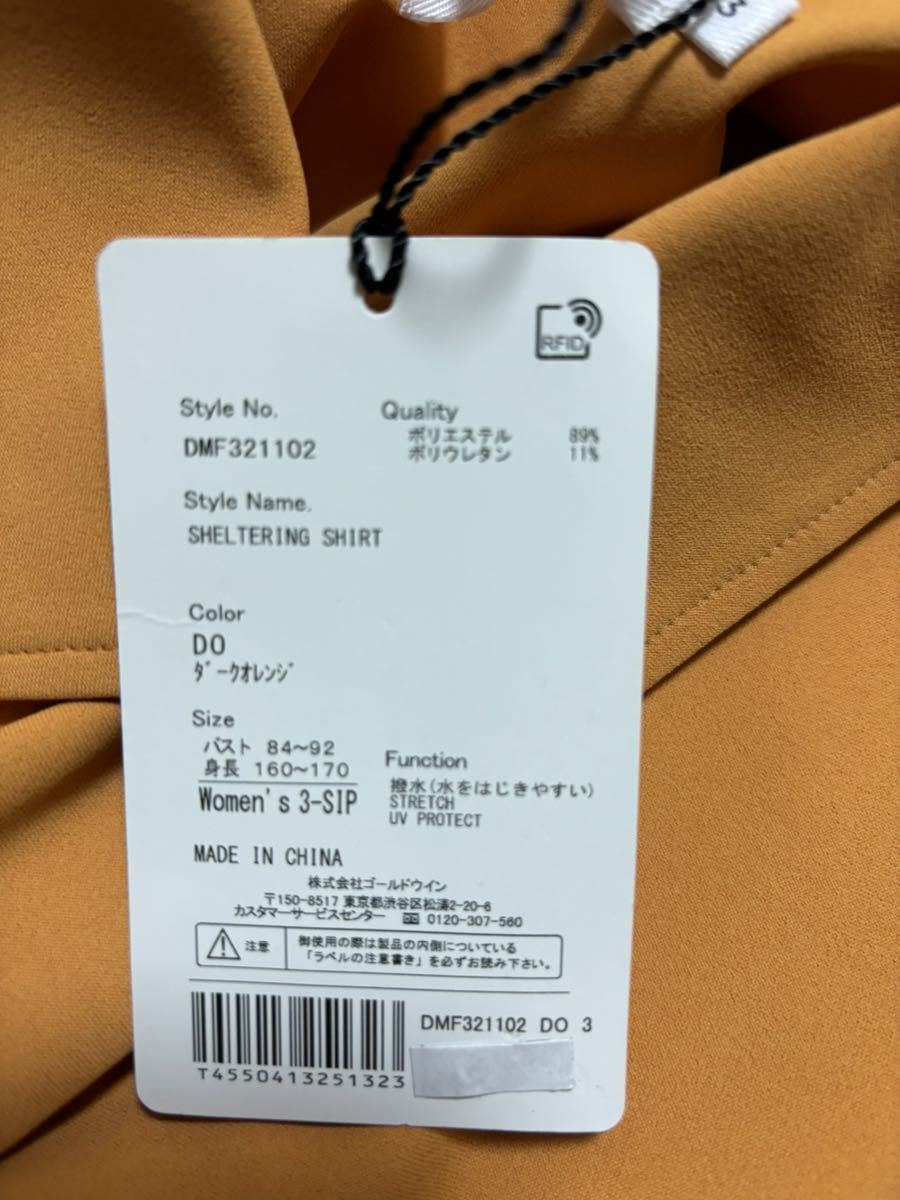 3
RFID
Style No.
DMF321102
Quality
ポリエステル 89%
ポリウレタン 11%
Style Name.
SHELTERING SHIRT
Color
DO
ﾀﾞｰｸｵﾚﾝｼﾞ
Size
バスト 84~92
身長 160~170
Women's 3-SIP
Function
撥水(水をはじきやすい)
STRETCH
UV PROTECT
MADE IN CHINA
株式会社ゴールドウイン
〒150-8517 東京都渋谷区松濤2-20-6
カスタマーサービスセンター 0120-307-560
注意
御使用の際は製品の内側についている
「ラベルの注意書き」を必ずお読み下さい。
DMF321102 DO 3
T4550413251323